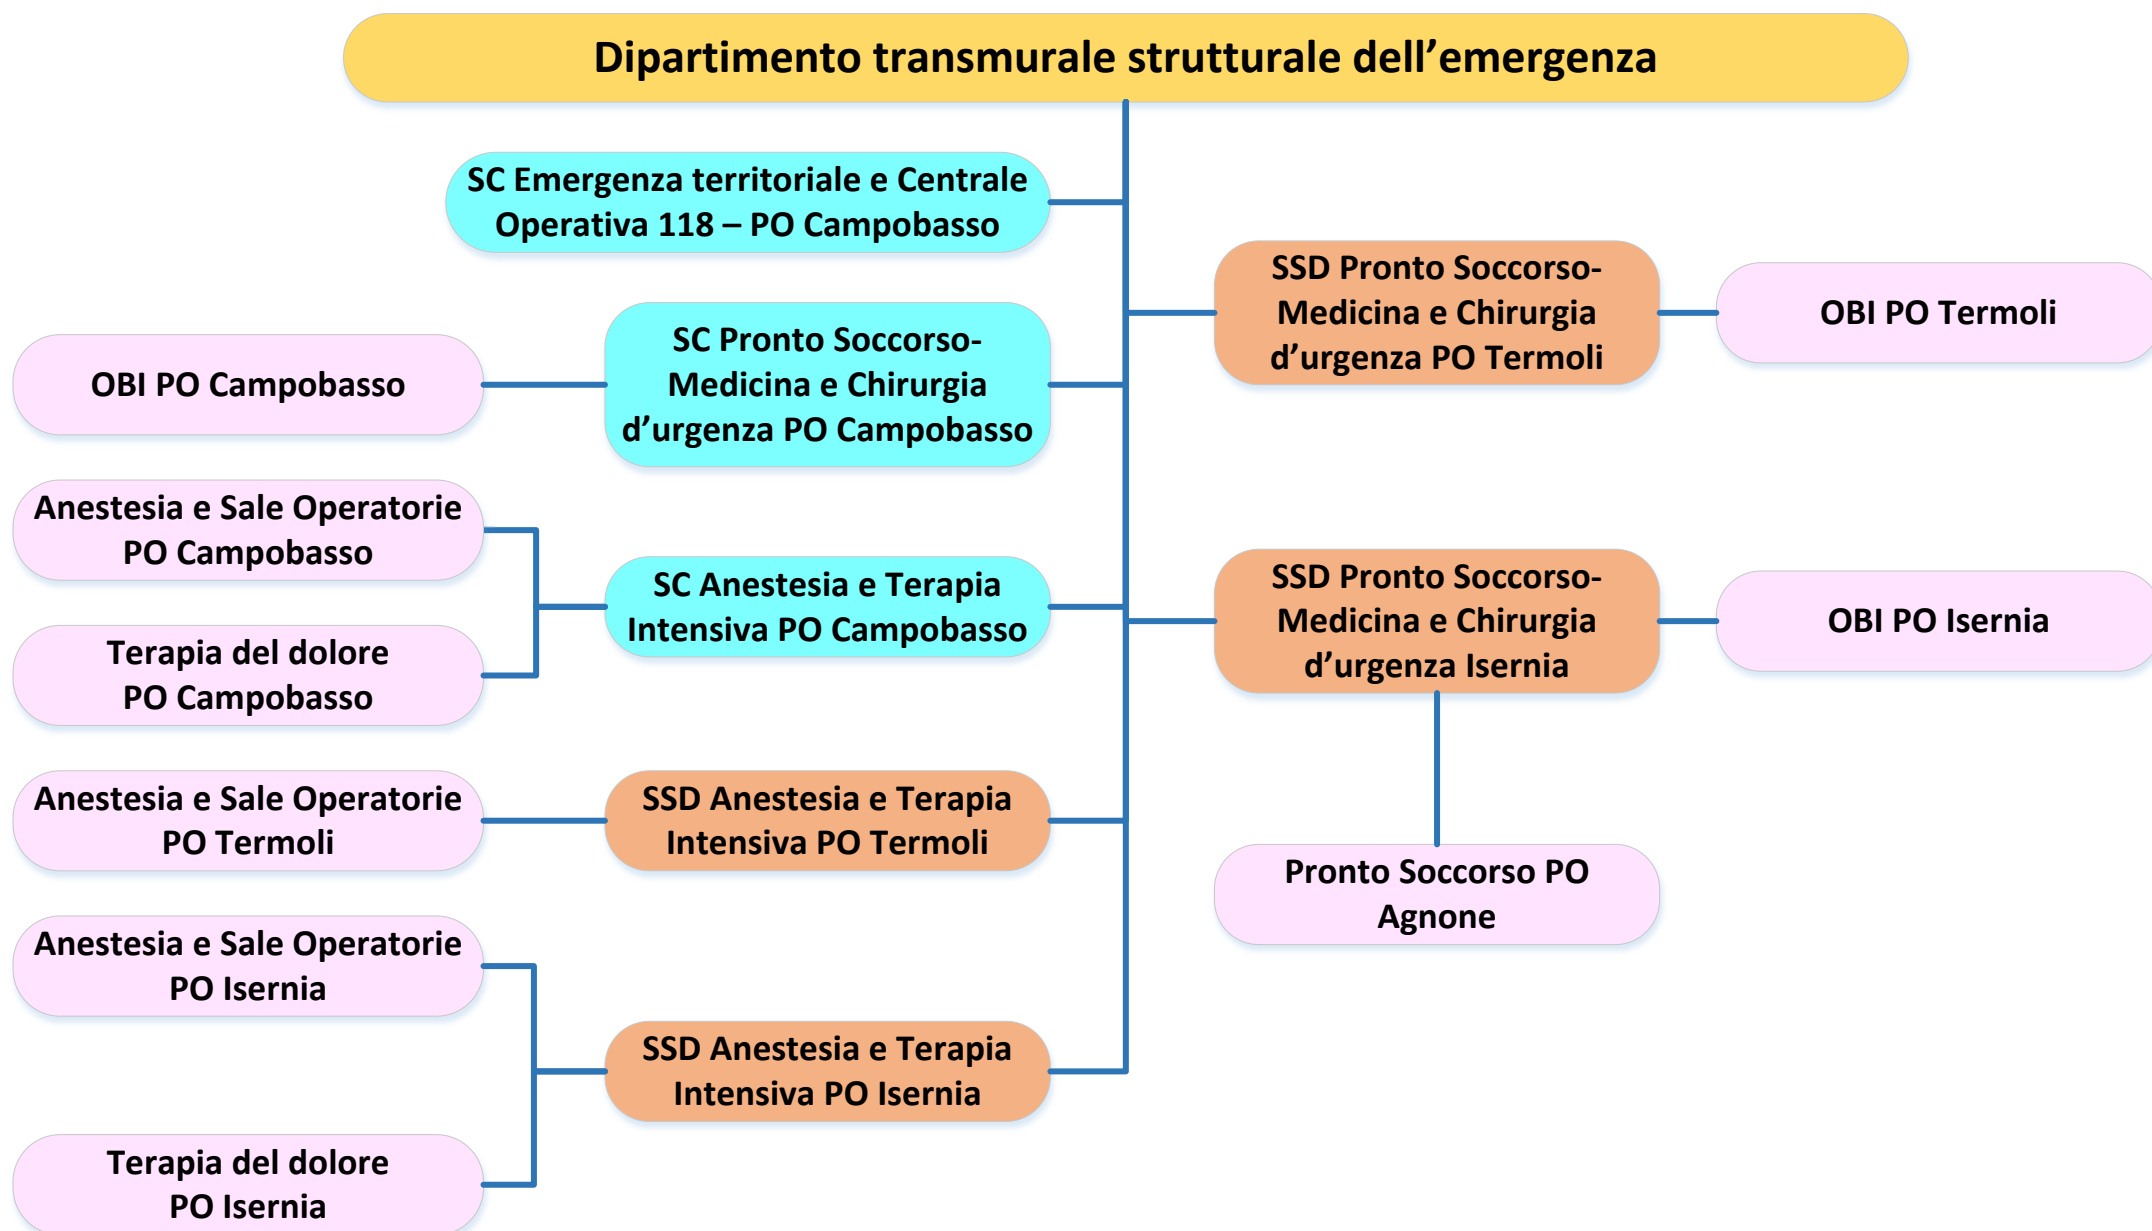 Dipartimento transmurale strutturale dell’emergenza
SC Emergenza territoriale e Centrale
Operativa 118 – PO Campobasso
SSD Pronto Soccorso-
Medicina e Chirurgia
d’urgenza PO Termoli
OBI PO Termoli
SC Pronto Soccorso-
Medicina e Chirurgia
d’urgenza PO Campobasso
OBI PO Campobasso
Anestesia e Sale Operatorie
PO Campobasso
SC Anestesia e Terapia
Intensiva PO Campobasso
Terapia del dolore
PO Campobasso
SSD Pronto Soccorso-
Medicina e Chirurgia
d’urgenza Isernia
OBI PO Isernia
Anestesia e Sale Operatorie
PO Termoli
SSD Anestesia e Terapia
Intensiva PO Termoli
Pronto Soccorso PO
Agnone
Anestesia e Sale Operatorie
PO Isernia
SSD Anestesia e Terapia
Intensiva PO Isernia
Terapia del dolore
PO Isernia